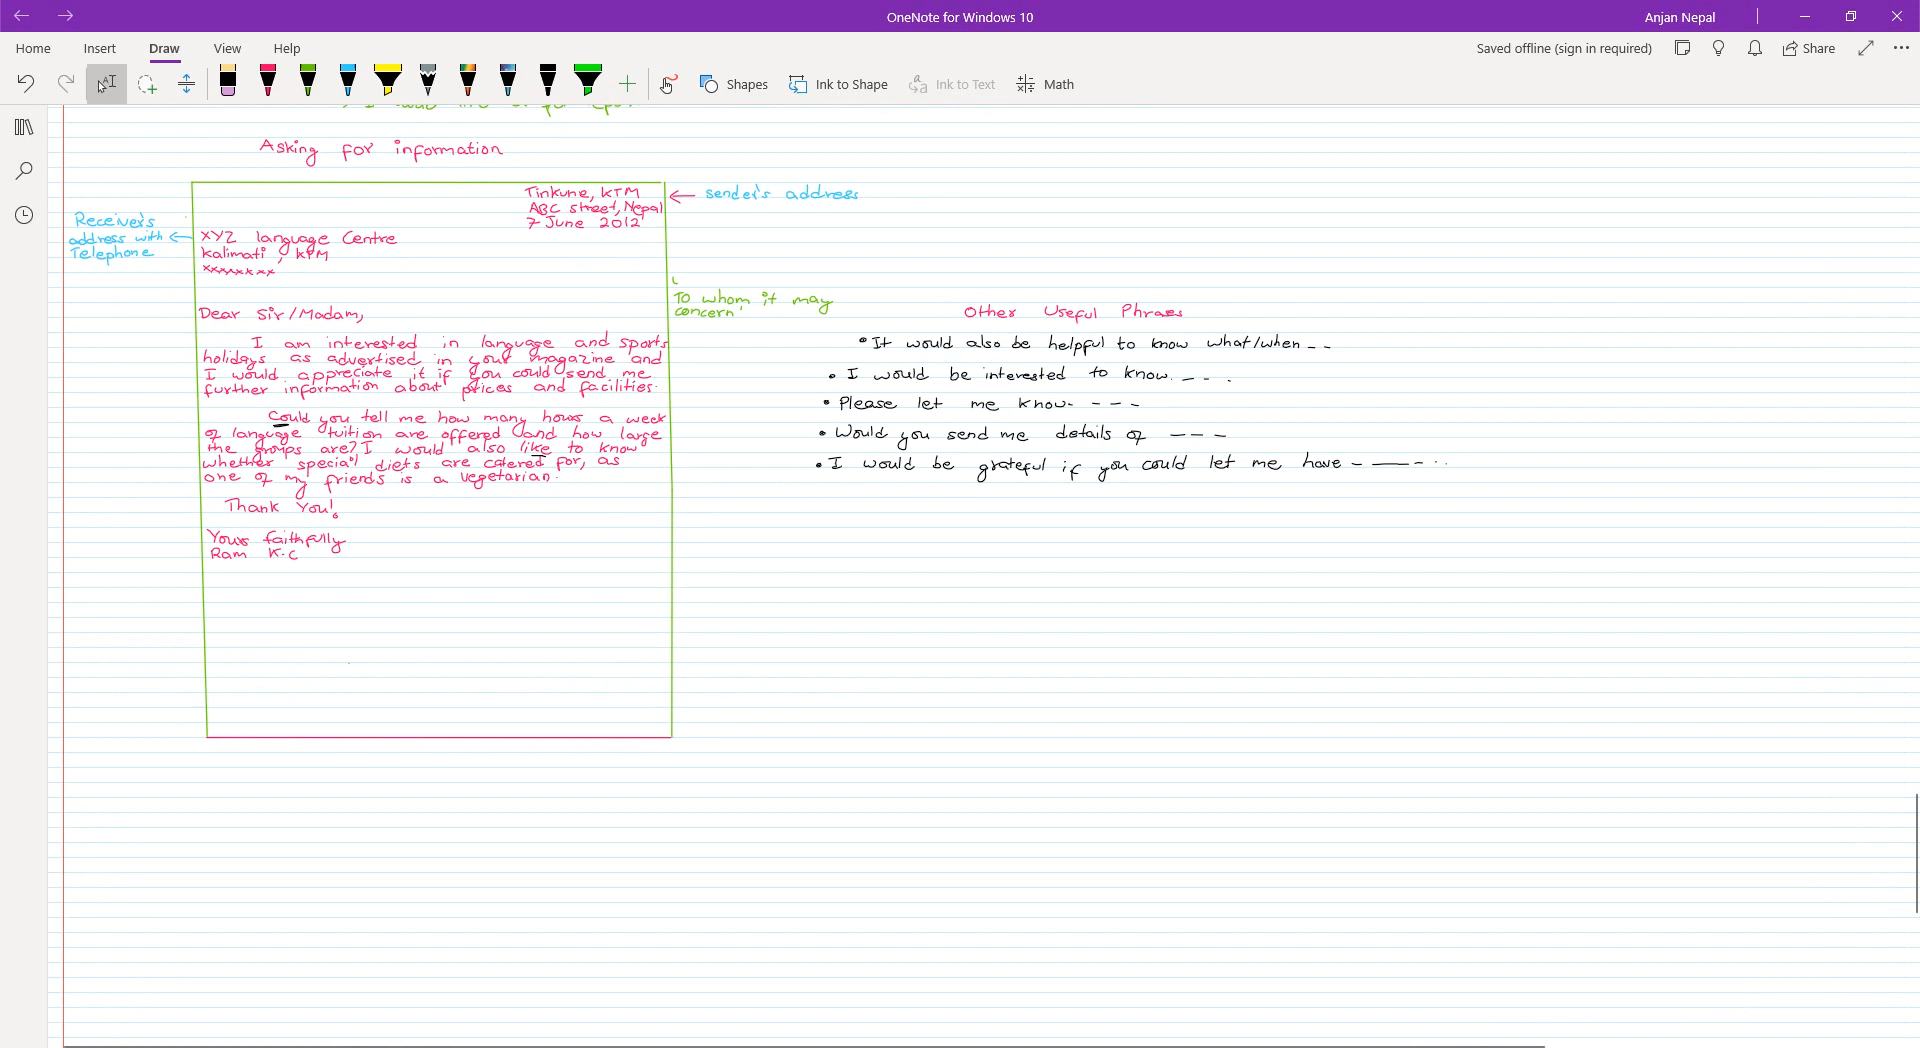 OneNote for Windows 10
Anjan Nepal
Home Insert Draw View Help
Saved offline (sign in required)
Share
Shapes
Ink to Shape
Ink to Text
Math
Asking for information
Tinkune, KTM
ABC street, Nepal
7 June 2012
← sender's address
Receiver's
address with ←
Telephone
XYZ language Centre
Kalimati, KTM
xxxxxxxx
Dear Sir/Madam,
To whom it may
concern,
I am interested in language and sports
holidays as advertised in your magazine and
I would appreciate it if you could send me
further information about prices and facilities.
Could you tell me how many hours a week
of language tuition are offered and how large
the groups are? I would also like to know
whether special diets are catered for, as
one of my friends is a vegetarian.
Thank You!
Yours faithfully
Ram K.C
Other Useful Phrases
• It would also be helpful to know what/when - -
• I would be interested to know - - - .
• Please let me know - - -
• Would you send me details of - - -
• I would be grateful if you could let me have - — - ..